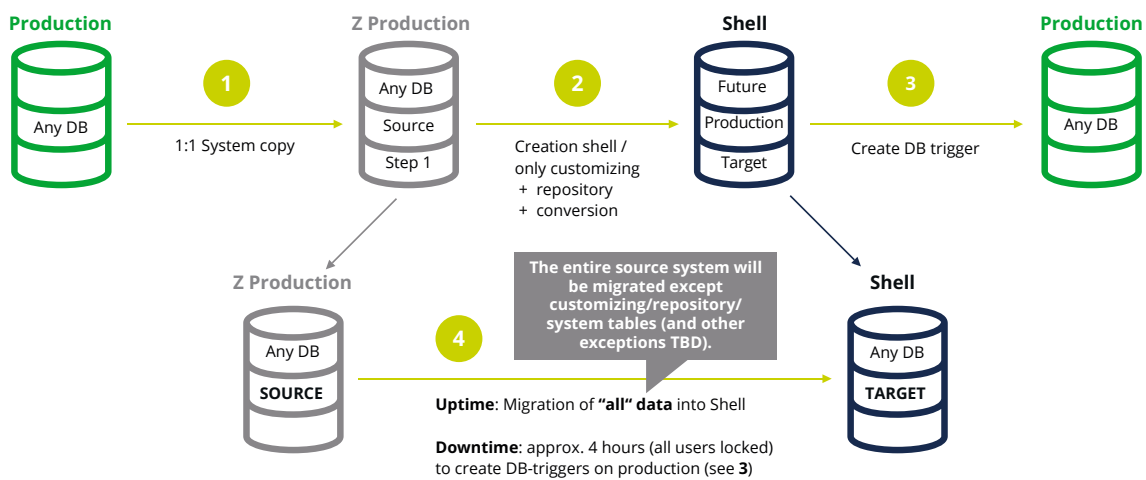 Production
Z Production
Shell
Production
1
2
3
Any DB
Any DB
Source
Step 1
Future
Production
Target
Any DB
1:1 System copy
Creation shell /
only customizing
+ repository
+ conversion
Create DB trigger
Z Production
The entire source system will
be migrated except
customizing/repository/
system tables (and other
exceptions TBD).
Shell
4
Any DB
SOURCE
Any DB
TARGET
Uptime: Migration of “all“ data into Shell
Downtime: approx. 4 hours (all users locked)
to create DB-triggers on production (see 3)